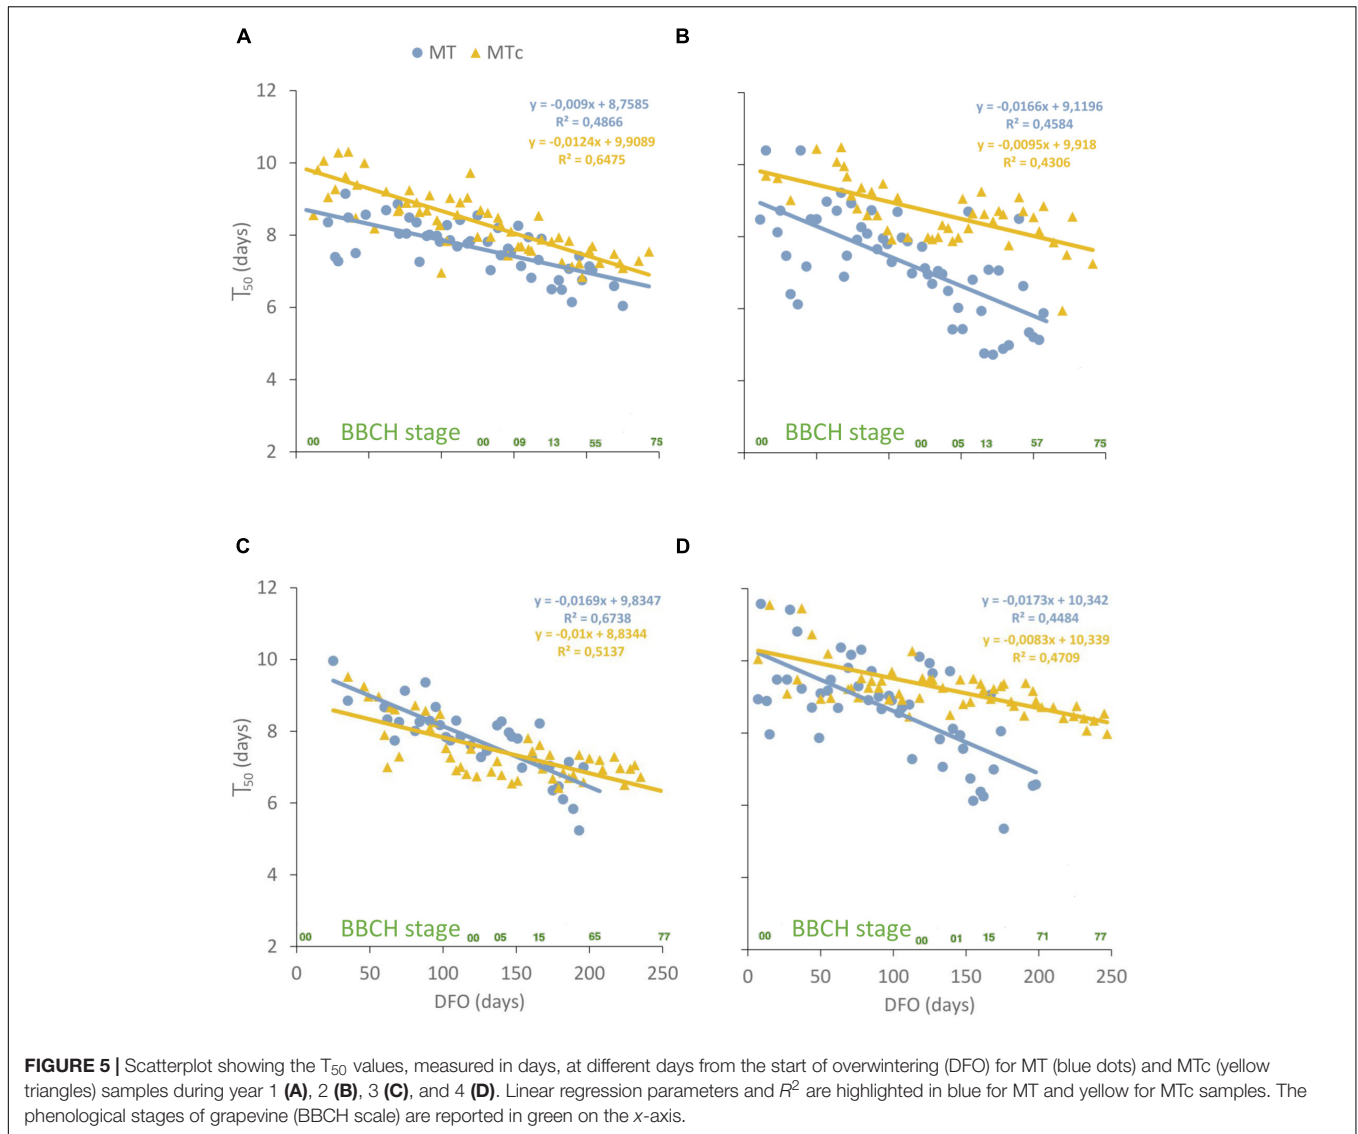 A
B
MT MTc
12
10
8
6
4
2
T50 (days)
y = -0,009x + 8,7585
R² = 0,4866
y = -0,0124x + 9,9089
R² = 0,6475
BBCH stage
00 00 09 13 55 75
y = -0,0166x + 9,1196
R² = 0,4584
y = -0,0095x + 9,918
R² = 0,4306
BBCH stage
00 00 05 13 57 75
C
D
12
10
8
6
4
2
T50 (days)
y = -0,0169x + 9,8347
R² = 0,6738
y = -0,01x + 8,8344
R² = 0,5137
BBCH stage
00 00 05 15 65 77
0 50 100 150 200 250
DFO (days)
y = -0,0173x + 10,342
R² = 0,4484
y = -0,0083x + 10,339
R² = 0,4709
BBCH stage
00 00 01 15 71 77
0 50 100 150 200 250
DFO (days)
FIGURE 5 | Scatterplot showing the T50 values, measured in days, at different days from the start of overwintering (DFO) for MT (blue dots) and MTc (yellow
triangles) samples during year 1 (A), 2 (B), 3 (C), and 4 (D). Linear regression parameters and R² are highlighted in blue for MT and yellow for MTc samples. The
phenological stages of grapevine (BBCH scale) are reported in green on the x-axis.